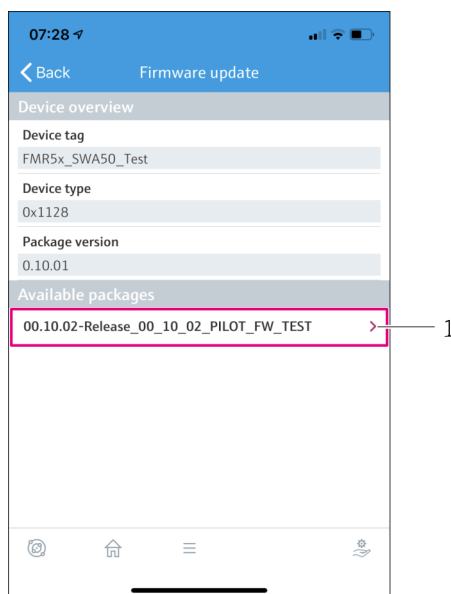 07:28
Back Firmware update
Device overview
Device tag
FMR5x_SWA50_Test
Device type
0x1128
Package version
0.10.01
Available packages
00.10.02-Release_00_10_02_PILOT_FW_TEST
1